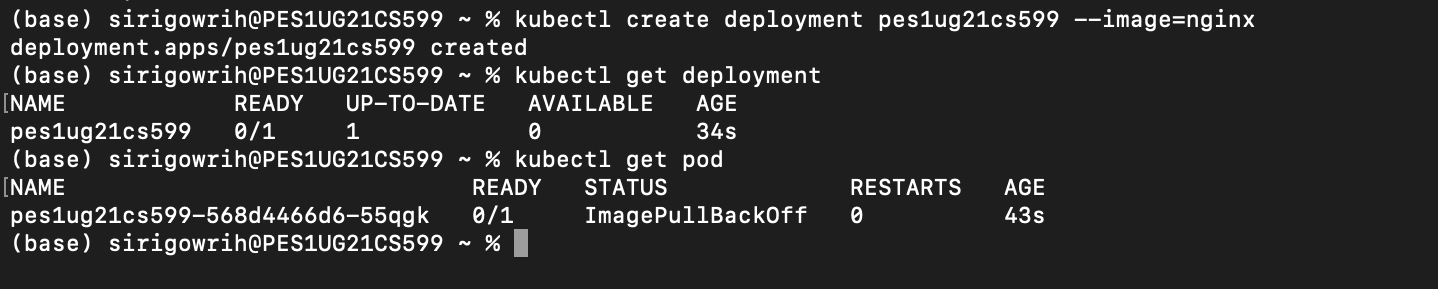 (base) sirigowrih@PES1UG21CS599 ~ % kubectl create deployment pes1ug21cs599 --image=nginx
deployment.apps/pes1ug21cs599 created
(base) sirigowrih@PES1UG21CS599 ~ % kubectl get deployment
[NAME            READY   UP-TO-DATE   AVAILABLE   AGE
pes1ug21cs599   0/1     1            0           34s
(base) sirigowrih@PES1UG21CS599 ~ % kubectl get pod
[NAME                             READY   STATUS             RESTARTS   AGE
pes1ug21cs599-568d4466d6-55qgk   0/1     ImagePullBackOff   0          43s
(base) sirigowrih@PES1UG21CS599 ~ %